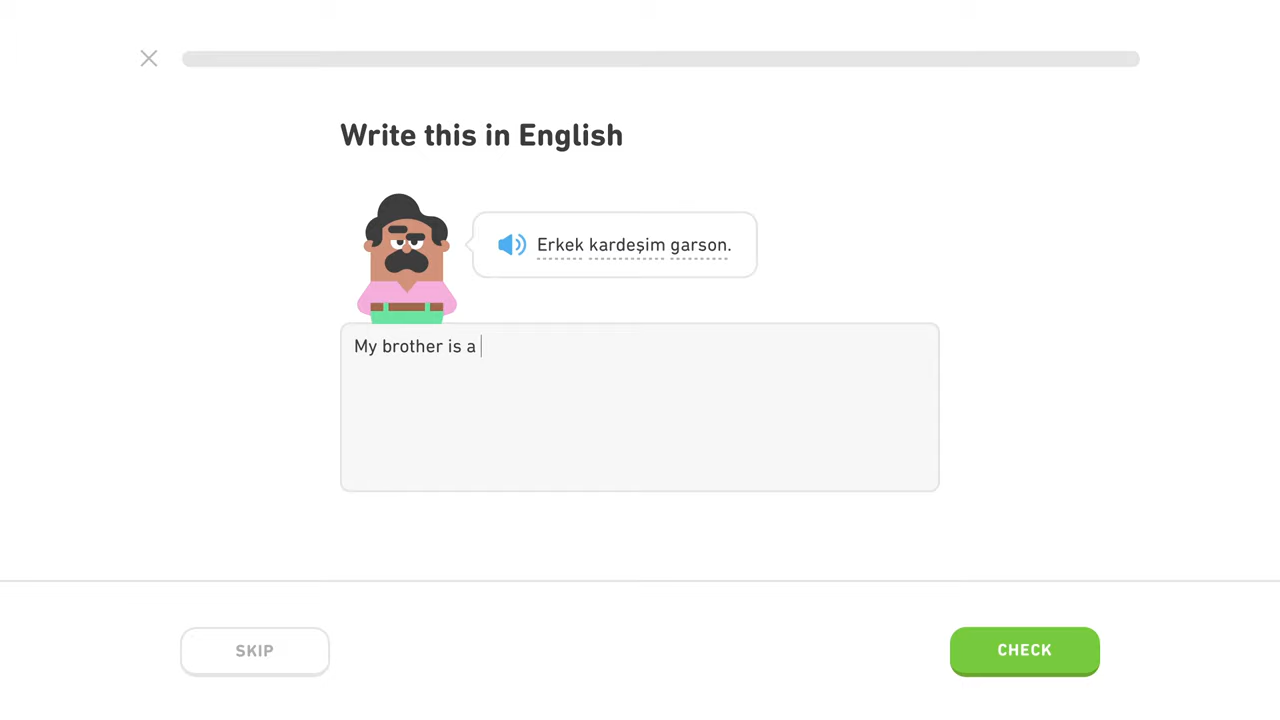 Write this in English
Erkek kardeşim garson.
My brother is a
SKIP
CHECK